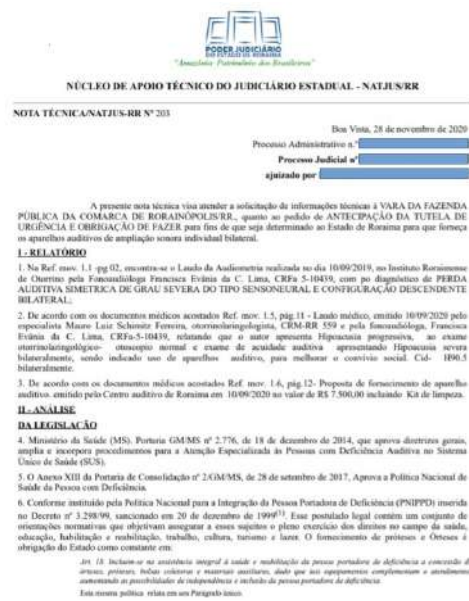 PODER JUDICIÁRIO
DO ESTADO DE RORAIMA
"Amazônia: Patrimônio dos Brasileiros"
NÚCLEO DE APOIO TÉCNICO DO JUDICIÁRIO ESTADUAL - NATJUS/RR
NOTA TÉCNICA/NATJUS-RR Nº 203
Boa Vista, 28 de novembro de 2020
Processo Administrativo n.º
Processo Judicial nº
ajuizado por
A presente nota técnica visa atender a solicitação de informações técnicas à VARA DA FAZENDA
PÚBLICA DA COMARCA DE RORAINÓPOLIS/RR., quanto ao pedido de ANTECIPAÇÃO DA TUTELA DE
URGÊNCIA E OBRIGAÇÃO DE FAZER para fins de que seja determinado ao Estado de Roraima para que forneça
os aparelhos auditivos de ampliação sonora individual bilateral.
I - RELATÓRIO
1. Na Ref. mov. 1.1 -pg 02, encontra-se o Laudo da Audiometria realizada no dia 10/09/2019, no Instituto Roraimense
de Otorrino pela Fonoaudióloga Francisca Evânia da C. Lima, CRFa 5-10439, com po diagnóstico de PERDA
AUDITIVA SIMETRICA DE GRAU SEVERA DO TIPO SENSONEURAL E CONFIGURAÇÃO DESCENDENTE
BILATERAL;
2. De acordo com os documentos médicos acostados Ref. mov. 1.5, pág.11 - Laudo médico, emitido 10/09/2020 pelo
especialista Mauro Luiz Schimitz Ferreira, otorrinolaringologista, CRM-RR 559 e pela fonoaudióloga, Francisca
Evânia da C. Lima, CRFa-5-10439, relatando que o autor apresenta Hipoacusia progressiva, ao exame
otorrinolaringológico- otoscopio normal e exame de acuidade auditiva apresentando Hipoacusia severa
bilateralmente, sendo indicado uso de aparelhos auditivo, para melhorar o convívio social. Cid- H90.5
bilateralmente.
3. De acordo com os documentos médicos acostados Ref. mov. 1.6, pág.12- Proposta de fornecimento de aparelho
auditivo. emitido pelo Centro auditivo de Roraima em 10/09/2020 no valor de R$ 7.500,00 incluindo Kit de limpeza.
II - ANÁLISE
DA LEGISLAÇÃO
4. Ministério da Saúde (MS). Portaria GM/MS nº 2.776, de 18 de dezembro de 2014, que aprova diretrizes gerais,
amplia e incorpora procedimentos para a Atenção Especializada às Pessoas com Deficiência Auditiva no Sistema
Único de Saúde (SUS).
5. O Anexo XIII da Portaria de Consolidação nº 2/GM/MS, de 28 de setembro de 2017, Aprova a Política Nacional de
Saúde da Pessoa com Deficiência.
6. Conforme instituído pela Política Nacional para a Integração da Pessoa Portadora de Deficiência (PNIPPD) inserida
no Decreto nº 3.298/99, sancionado em 20 de dezembro de 1999(1). Esse postulado legal contém um conjunto de
orientações normativas que objetivam assegurar a esses sujeitos o pleno exercício dos direitos no campo da saúde,
educação, habilitação e reabilitação, trabalho, cultura, turismo e lazer. O fornecimento de próteses e Órteses é
obrigação do Estado como constante em:
Art. 18. Incluem-se na assistência integral à saúde e reabilitação da pessoa portadora de deficiência a concessão de
órteses, próteses, bolsas coletoras e materiais auxiliares, dado que tais equipamentos complementam o atendimento
aumentando as possibilidades de independência e inclusão da pessoa portadora de deficiência.
Esta mesma política relata em seu Parágrafo único.